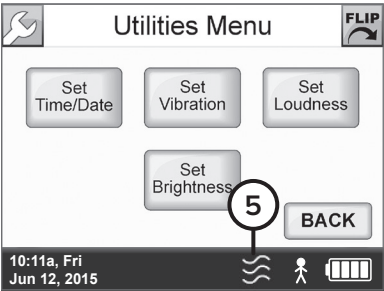 Utilities Menu
FLIP
Set
Time/Date
Set
Vibration
Set
Loudness
Set
Brightness
5
BACK
10:11a, Fri
Jun 12, 2015